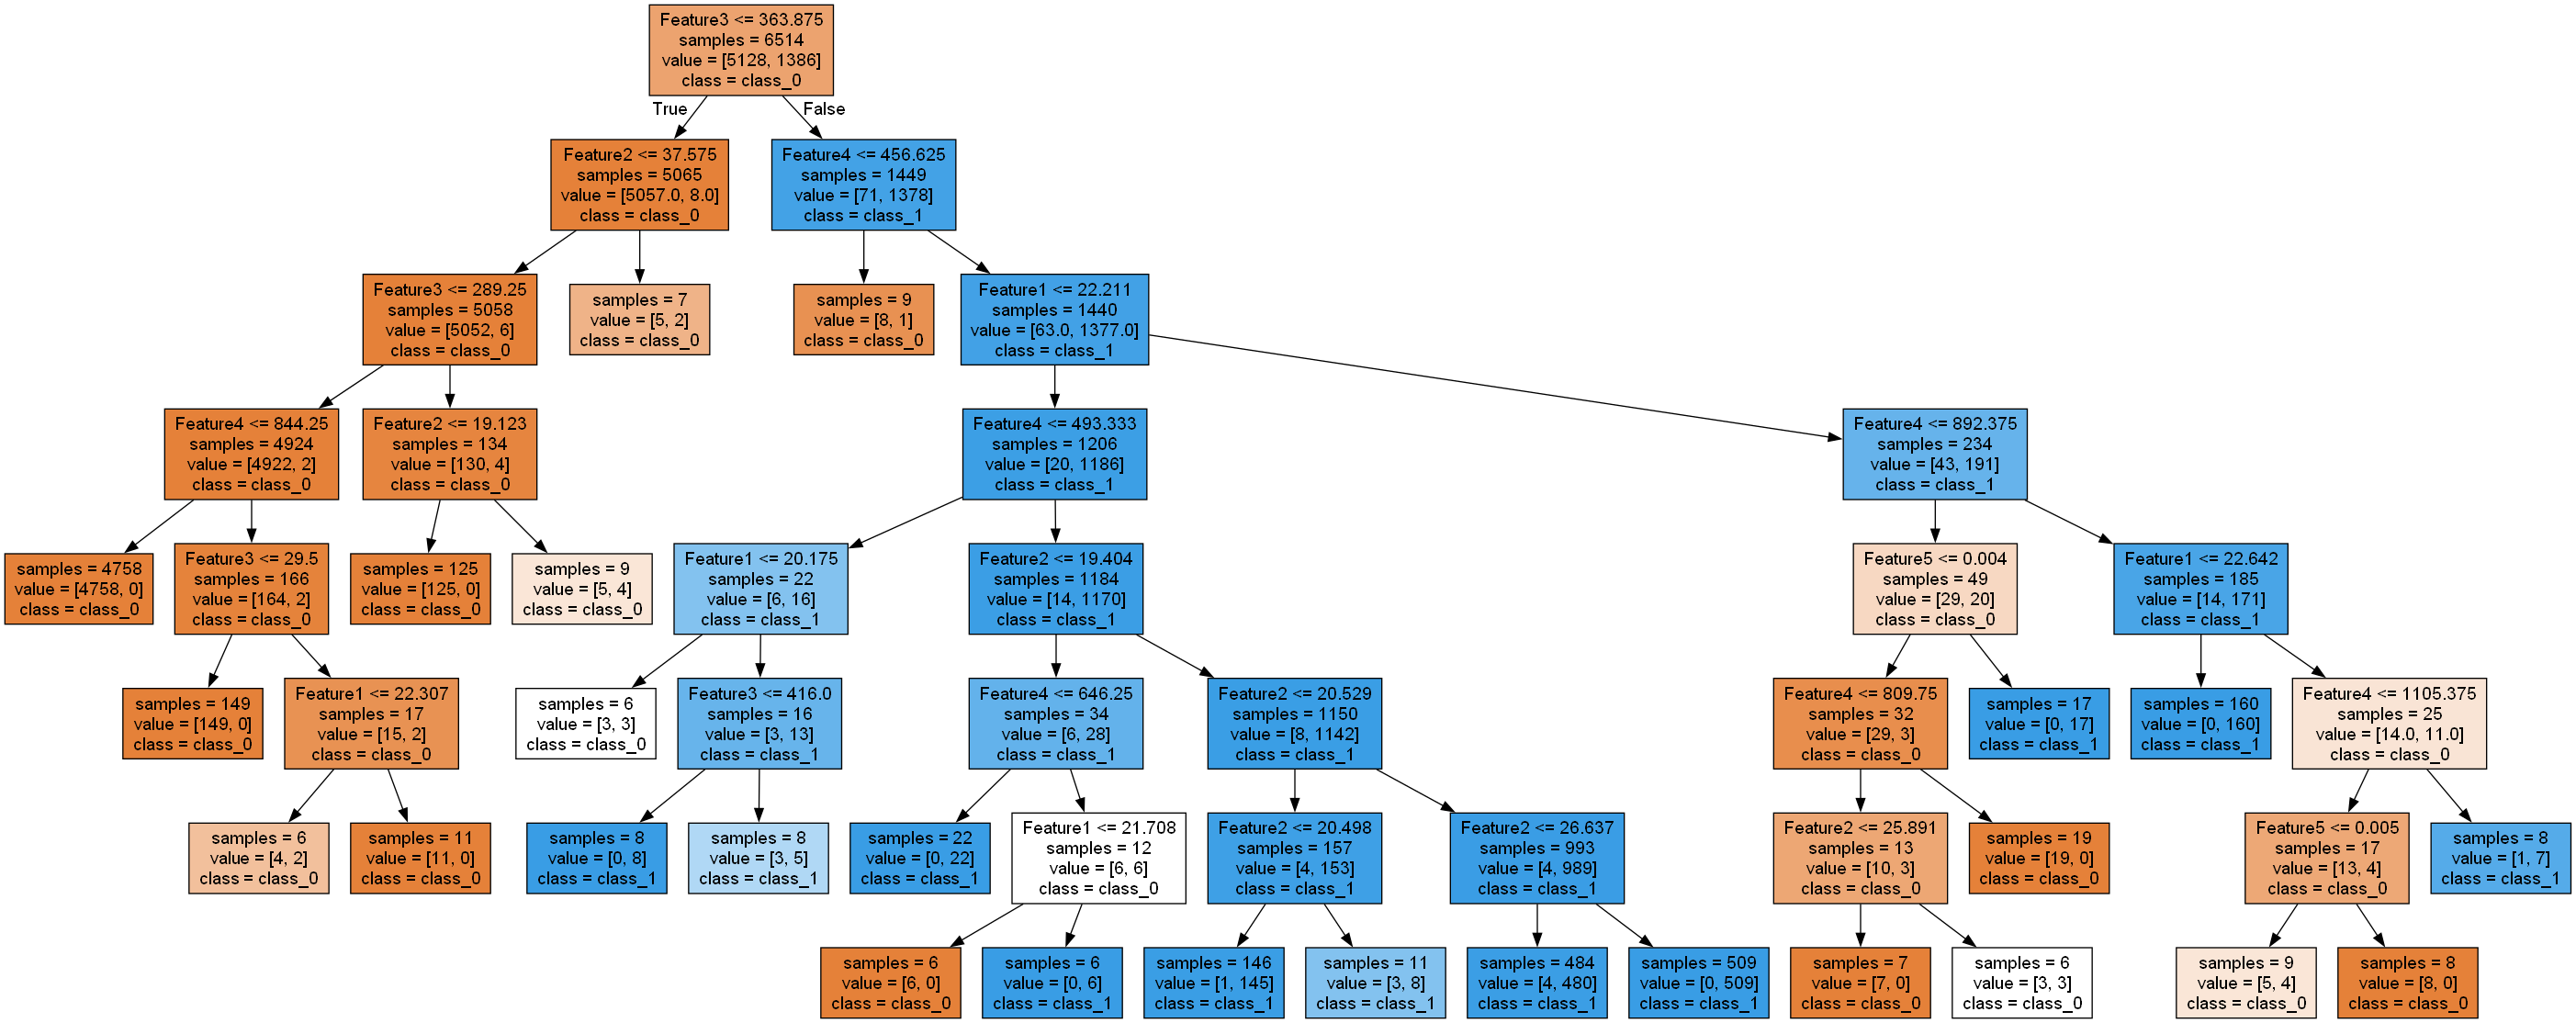 Feature3 <= 363.875
samples = 6514
value = [5128, 1386]
class = class_0
True
False
Feature2 <= 37.575
samples = 5065
value = [5057.0, 8.0]
class = class_0
Feature4 <= 456.625
samples = 1449
value = [71, 1378]
class = class_1
Feature3 <= 289.25
samples = 5058
value = [5052, 6]
class = class_0
samples = 7
value = [5, 2]
class = class_0
samples = 9
value = [8, 1]
class = class_0
Feature1 <= 22.211
samples = 1440
value = [63.0, 1377.0]
class = class_1
Feature4 <= 844.25
samples = 4924
value = [4922, 2]
class = class_0
Feature2 <= 19.123
samples = 134
value = [130, 4]
class = class_0
Feature4 <= 493.333
samples = 1206
value = [20, 1186]
class = class_1
Feature4 <= 892.375
samples = 234
value = [43, 191]
class = class_1
samples = 4758
value = [4758, 0]
class = class_0
Feature3 <= 29.5
samples = 166
value = [164, 2]
class = class_0
samples = 125
value = [125, 0]
class = class_0
samples = 9
value = [5, 4]
class = class_0
Feature1 <= 20.175
samples = 22
value = [6, 16]
class = class_1
Feature2 <= 19.404
samples = 1184
value = [14, 1170]
class = class_1
Feature5 <= 0.004
samples = 49
value = [29, 20]
class = class_0
Feature1 <= 22.642
samples = 185
value = [14, 171]
class = class_1
samples = 149
value = [149, 0]
class = class_0
Feature1 <= 22.307
samples = 17
value = [15, 2]
class = class_0
samples = 6
value = [3, 3]
class = class_0
Feature3 <= 416.0
samples = 16
value = [3, 13]
class = class_1
Feature4 <= 646.25
samples = 34
value = [6, 28]
class = class_1
Feature2 <= 20.529
samples = 1150
value = [8, 1142]
class = class_1
Feature4 <= 809.75
samples = 32
value = [29, 3]
class = class_0
samples = 17
value = [0, 17]
class = class_1
samples = 160
value = [0, 160]
class = class_1
Feature4 <= 1105.375
samples = 25
value = [14.0, 11.0]
class = class_0
samples = 6
value = [4, 2]
class = class_0
samples = 11
value = [11, 0]
class = class_0
samples = 8
value = [0, 8]
class = class_1
samples = 8
value = [3, 5]
class = class_1
samples = 22
value = [0, 22]
class = class_1
Feature1 <= 21.708
samples = 12
value = [6, 6]
class = class_0
Feature2 <= 20.498
samples = 157
value = [4, 153]
class = class_1
Feature2 <= 26.637
samples = 993
value = [4, 989]
class = class_1
Feature2 <= 25.891
samples = 13
value = [10, 3]
class = class_0
samples = 19
value = [19, 0]
class = class_0
Feature5 <= 0.005
samples = 17
value = [13, 4]
class = class_0
samples = 8
value = [1, 7]
class = class_1
samples = 6
value = [6, 0]
class = class_0
samples = 6
value = [0, 6]
class = class_1
samples = 146
value = [1, 145]
class = class_1
samples = 11
value = [3, 8]
class = class_1
samples = 484
value = [4, 480]
class = class_1
samples = 509
value = [0, 509]
class = class_1
samples = 7
value = [7, 0]
class = class_0
samples = 6
value = [3, 3]
class = class_0
samples = 9
value = [5, 4]
class = class_0
samples = 8
value = [8, 0]
class = class_0